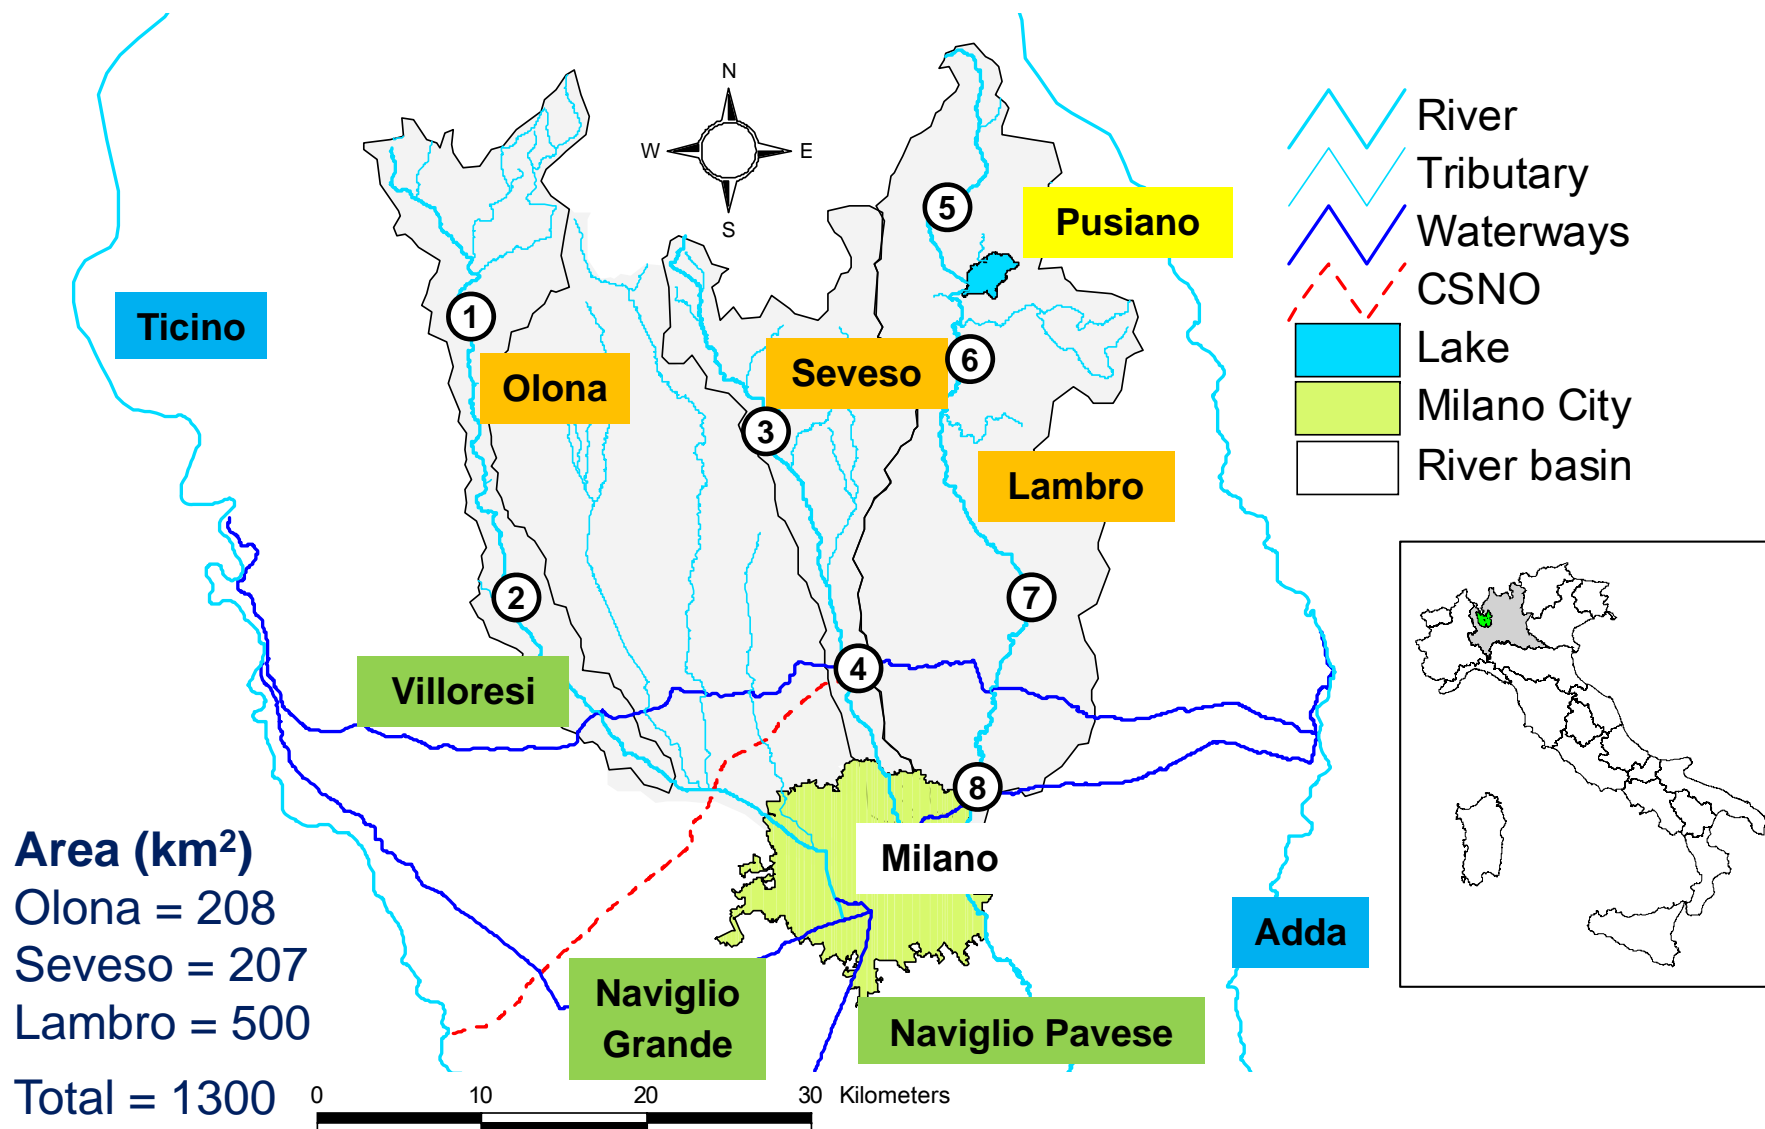 N
W
E
S
River
Tributary
Waterways
CSNO
Lake
Milano City
River basin
5
Pusiano
1
Ticino
Olona
Seveso
6
3
Lambro
2
7
4
Villoresi
8
Milano
Adda
Naviglio
Grande
Naviglio Pavese
Area (km²)
Olona = 208
Seveso = 207
Lambro = 500
Total = 1300
0 10 20 30 Kilometers